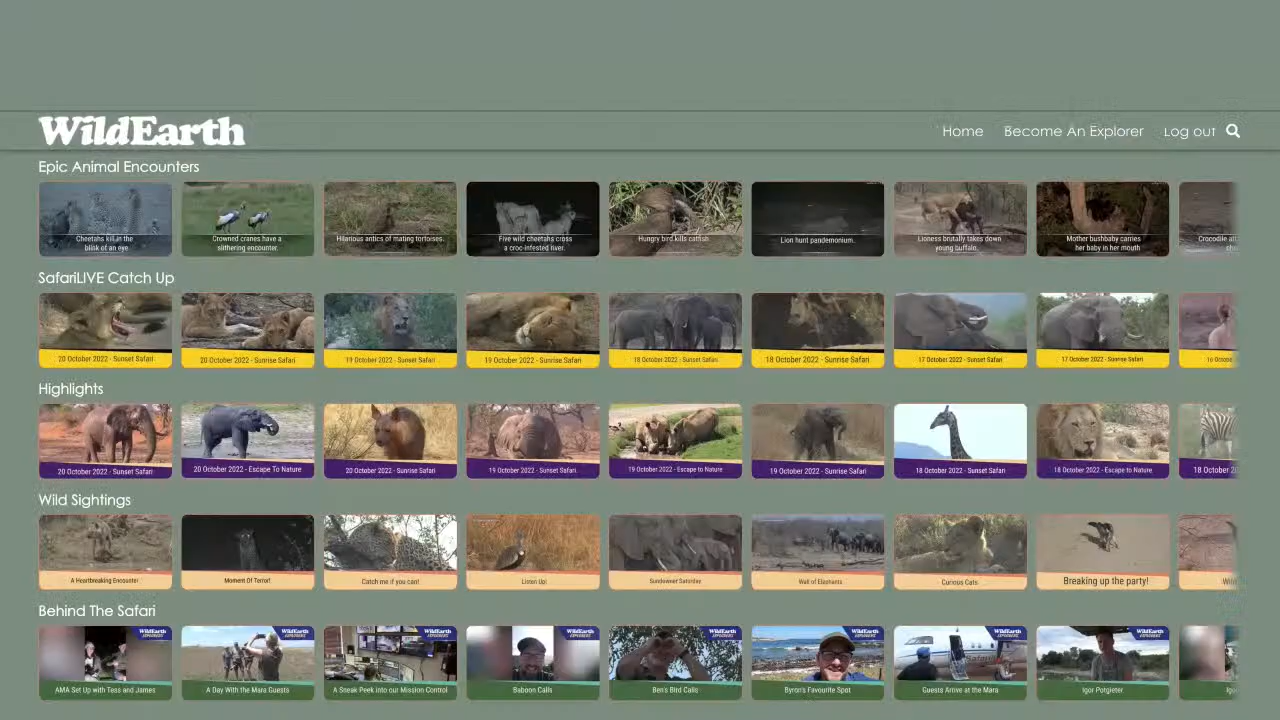 WildEarth
Home Become An Explorer Log out
Epic Animal Encounters
Cheetahs kill in the
blink of an eye
Crowned cranes have a
slithering encounter.
Hilarious antics of mating tortoises.
Five wild cheetahs cross
a croc-infested river.
Hungry bird kills catfish.
Lion hunt pandemonium.
Lioness brutally takes down
young buffalo.
Mother bushbaby carries
her baby in her mouth
SafariLIVE Catch Up
20 October 2022 - Sunset Safari
20 October 2022 - Sunrise Safari
19 October 2022 - Sunset Safari
19 October 2022 - Sunrise Safari
18 October 2022 - Sunset Safari
18 October 2022 - Sunrise Safari
17 October 2022 - Sunset Safari
17 October 2022 - Sunrise Safari
Highlights
20 October 2022 - Sunset Safari
20 October 2022 - Escape To Nature
20 October 2022 - Sunrise Safari
19 October 2022 - Sunset Safari
19 October 2022 - Escape to Nature
19 October 2022 - Sunrise Safari
18 October 2022 - Sunset Safari
18 October 2022 - Escape to Nature
18 October 20
Wild Sightings
A Heartbreaking Encounter
Moment Of Terror!
Catch me if you can!
Listen Up!
Sundowner Saturday
Wall of Elephants
Curious Cats
Breaking up the party!
Behind The Safari
AMA Set Up with Tess and James
A Day With the Mara Guests
A Sneak Peek into our Mission Control
Baboon Calls
Ben's Bird Calls
Byron's Favourite Spot
Guests Arrive at the Mara
Igor Potgieter